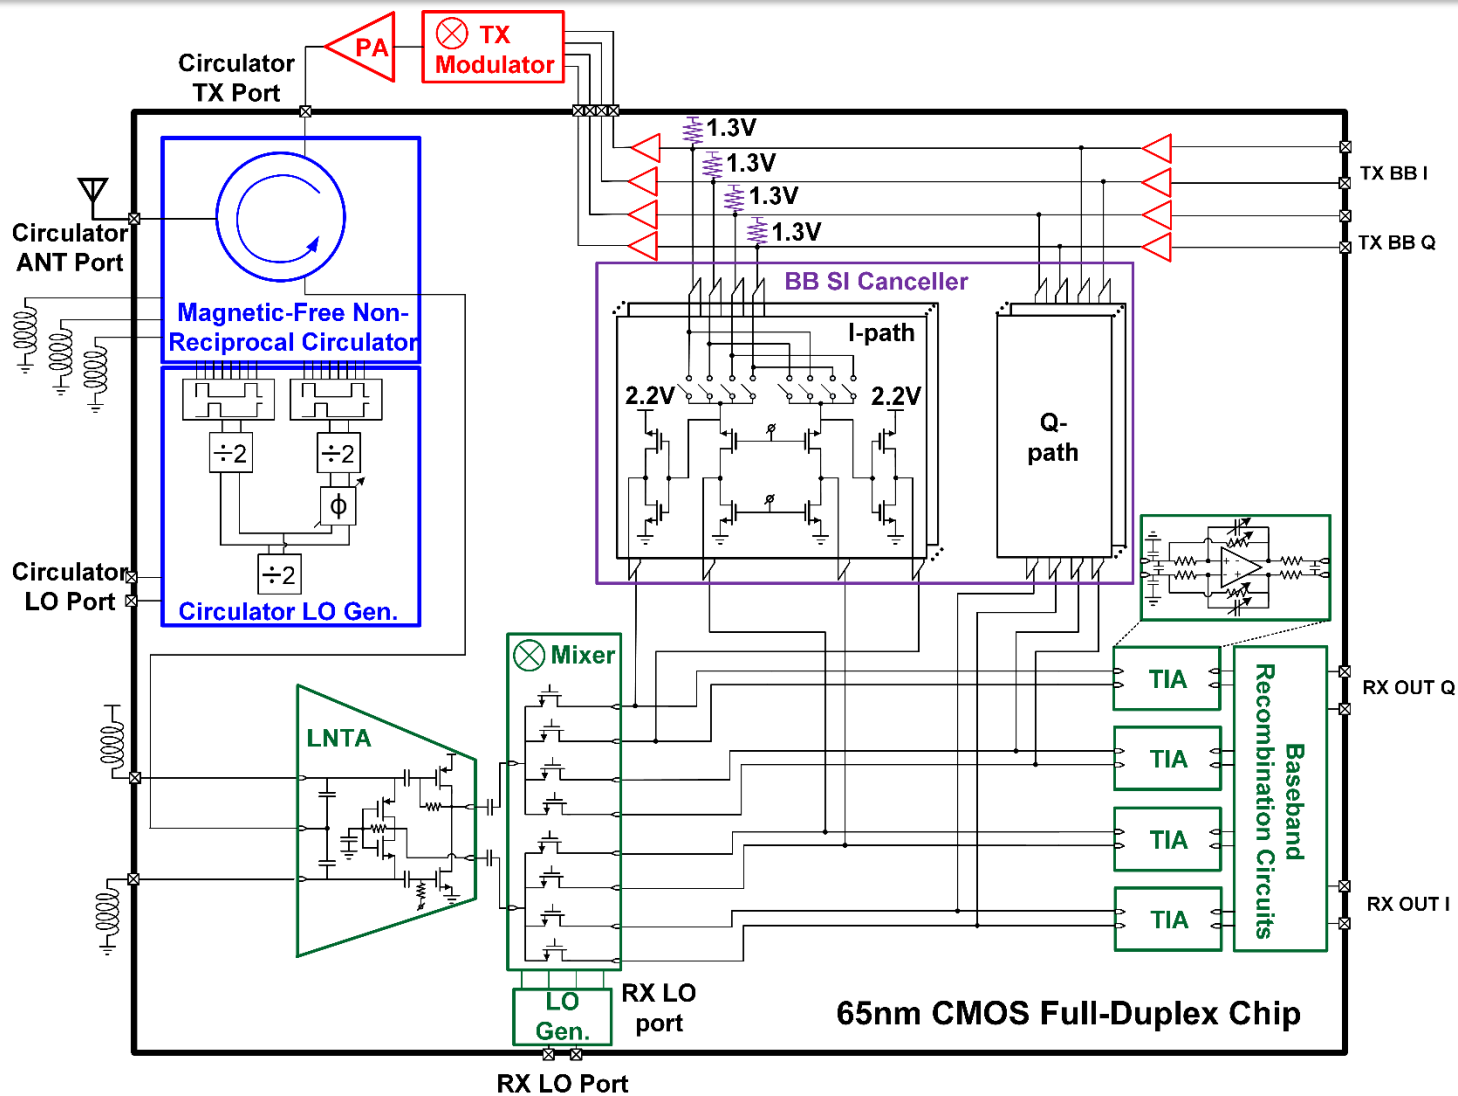 PA
TX
Modulator
Circulator
TX Port
1.3V
1.3V
1.3V
1.3V
TX BB I
TX BB Q
Circulator
ANT Port
Magnetic-Free Non-
Reciprocal Circulator
BB SI Canceller
I-path
2.2V
2.2V
Q-
path
÷2
÷2
ϕ
÷2
Circulator
LO Port
Circulator LO Gen.
Mixer
LNTA
TIA
TIA
TIA
TIA
Baseband
Recombination Circuits
RX OUT Q
RX OUT I
LO
Gen.
RX LO
port
RX LO Port
65nm CMOS Full-Duplex Chip